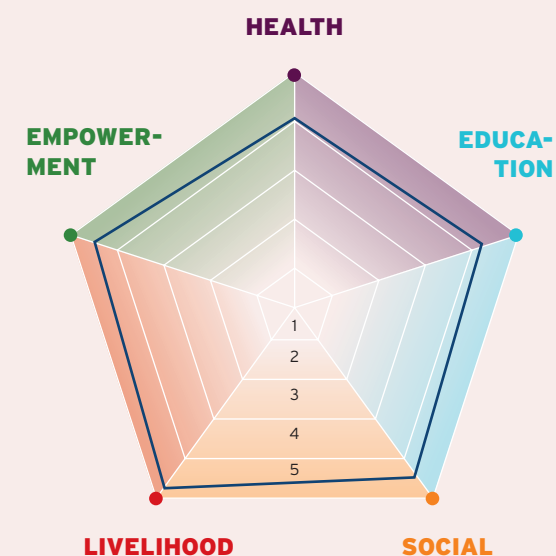 HEALTH
EMPOWER-
MENT
EDUCA-
TION
1
2
3
4
5
LIVELIHOOD
SOCIAL